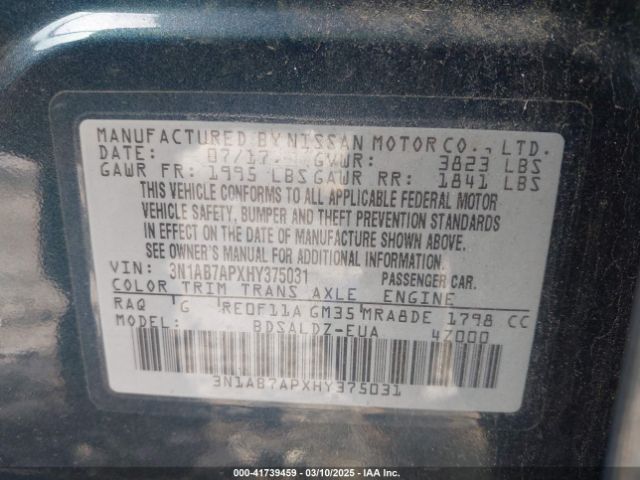 MANUFACTURED BY NISSAN MOTOR CO., LTD.
DATE: 07/17 GVWR: 3823 LBS
GAWR FR: 1995 LBS GAWR RR: 1841 LBS
THIS VEHICLE CONFORMS TO ALL APPLICABLE FEDERAL MOTOR
VEHICLE SAFETY, BUMPER AND THEFT PREVENTION STANDARDS
IN EFFECT ON THE DATE OF MANUFACTURE SHOWN ABOVE.
SEE OWNER'S MANUAL FOR ADDITIONAL INFORMATION.
VIN: 3N1AB7APXHY375031 PASSENGER CAR.
COLOR TRIM TRANS AXLE ENGINE
RAQ G RE0F11A GM35 MRA8DE 1798 CC
MODEL: BDSALDZ-EUA 4Z000
3N1AB7APXHY375031
000-41739459 - 03/10/2025 - IAA Inc.